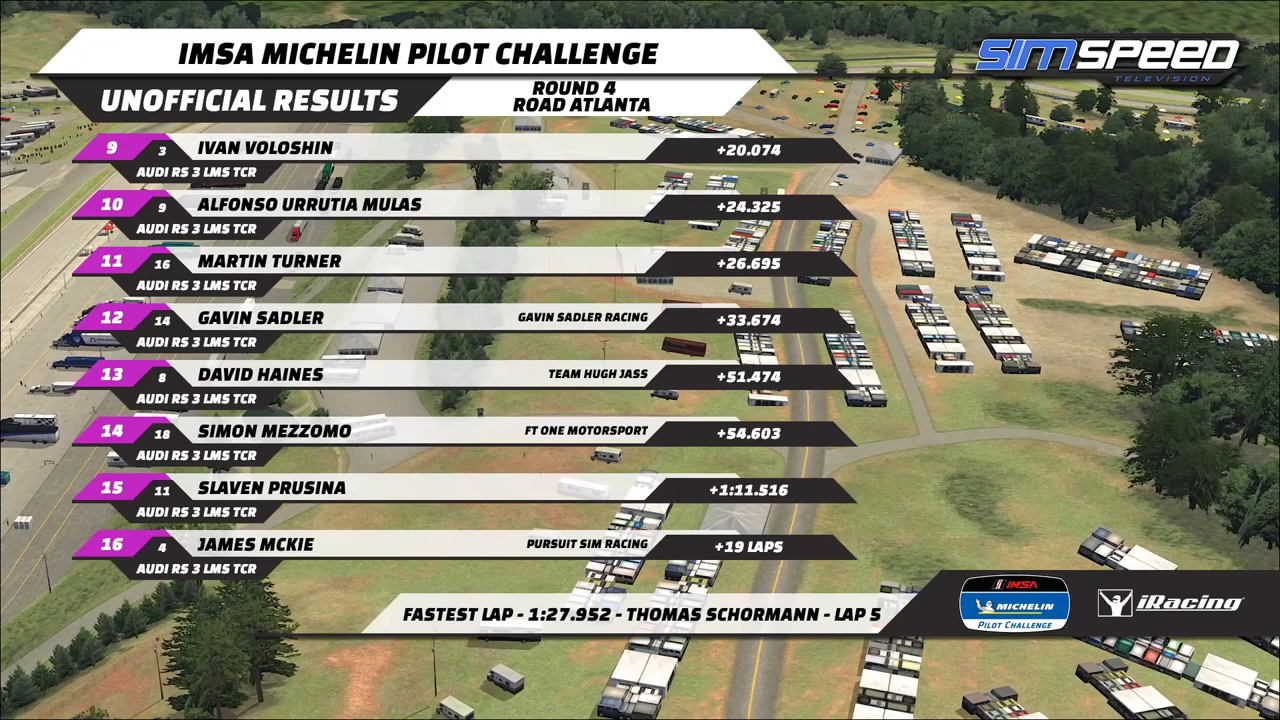 IMSA MICHELIN PILOT CHALLENGE
SIMSPEED
TELEVISION
UNOFFICIAL RESULTS
ROUND 4
ROAD ATLANTA
9 3 IVAN VOLOSHIN +20.074
AUDI RS 3 LMS TCR
10 9 ALFONSO URRUTIA MULAS +24.325
AUDI RS 3 LMS TCR
11 16 MARTIN TURNER +26.695
AUDI RS 3 LMS TCR
12 14 GAVIN SADLER GAVIN SADLER RACING +33.674
AUDI RS 3 LMS TCR
13 8 DAVID HAINES TEAM HUGH JASS +51.474
AUDI RS 3 LMS TCR
14 18 SIMON MEZZOMO FT ONE MOTORSPORT +54.603
AUDI RS 3 LMS TCR
15 11 SLAVEN PRUSINA +1:11.516
AUDI RS 3 LMS TCR
16 4 JAMES MCKIE PURSUIT SIM RACING +19 LAPS
AUDI RS 3 LMS TCR
FASTEST LAP - 1:27.952 - THOMAS SCHORMANN - LAP 5
IMSA
MICHELIN
PILOT CHALLENGE
iRacing